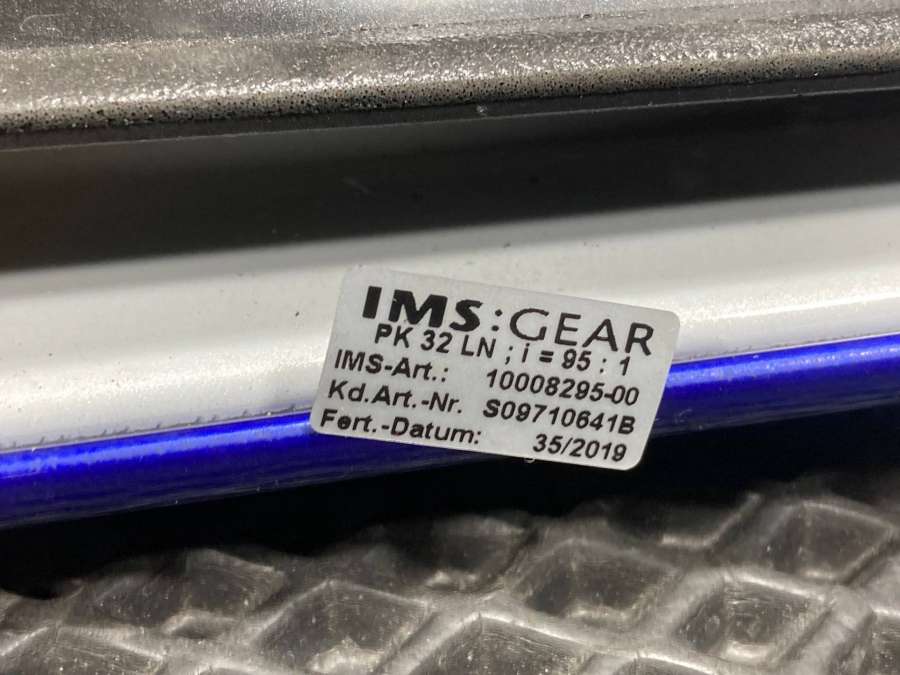 IMS:GEAR
PK 32 LN ; i = 95 : 1
IMS-Art.: 10008295-00
Kd.Art.-Nr. S09710641B
Fert.-Datum: 35/2019